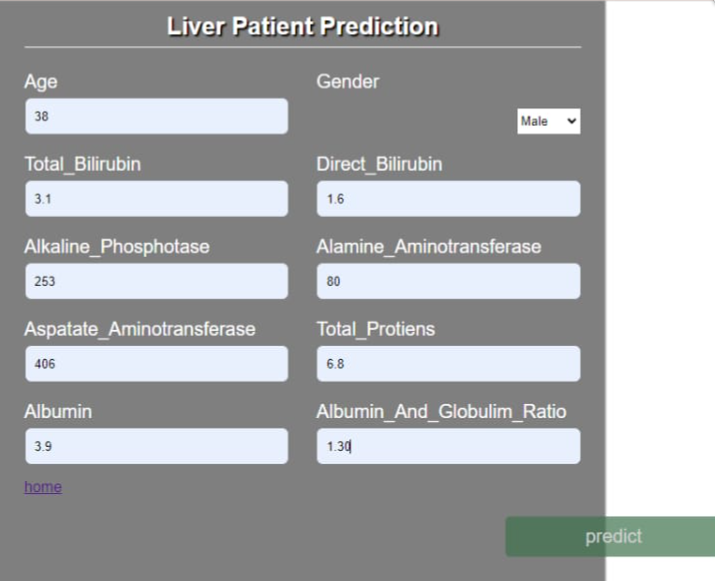 Liver Patient Prediction
Age Gender
38 Male
Total_Bilirubin Direct_Bilirubin
3.1 1.6
Alkaline_Phosphotase Alamine_Aminotransferase
253 80
Aspatate_Aminotransferase Total_Protiens
406 6.8
Albumin Albumin_And_Globulim_Ratio
3.9 1.30
home
predict